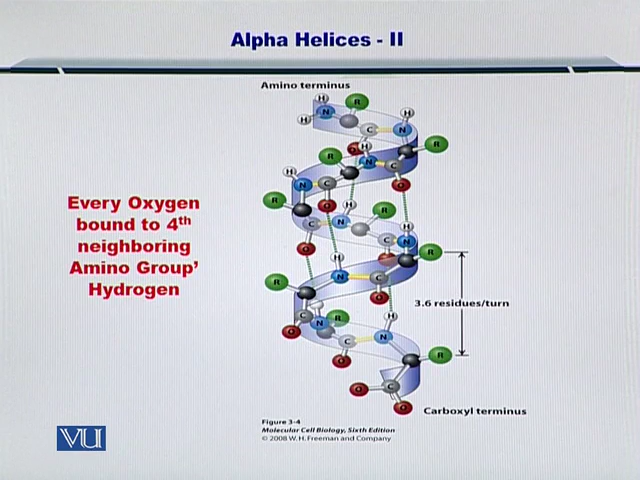 Alpha Helices - II
Amino terminus
Every Oxygen
bound to 4th
neighboring
Amino Group'
Hydrogen
3.6 residues/turn
Carboxyl terminus
Figure 3-4
Molecular Cell Biology, Sixth Edition
© 2008 W. H. Freeman and Company
VU